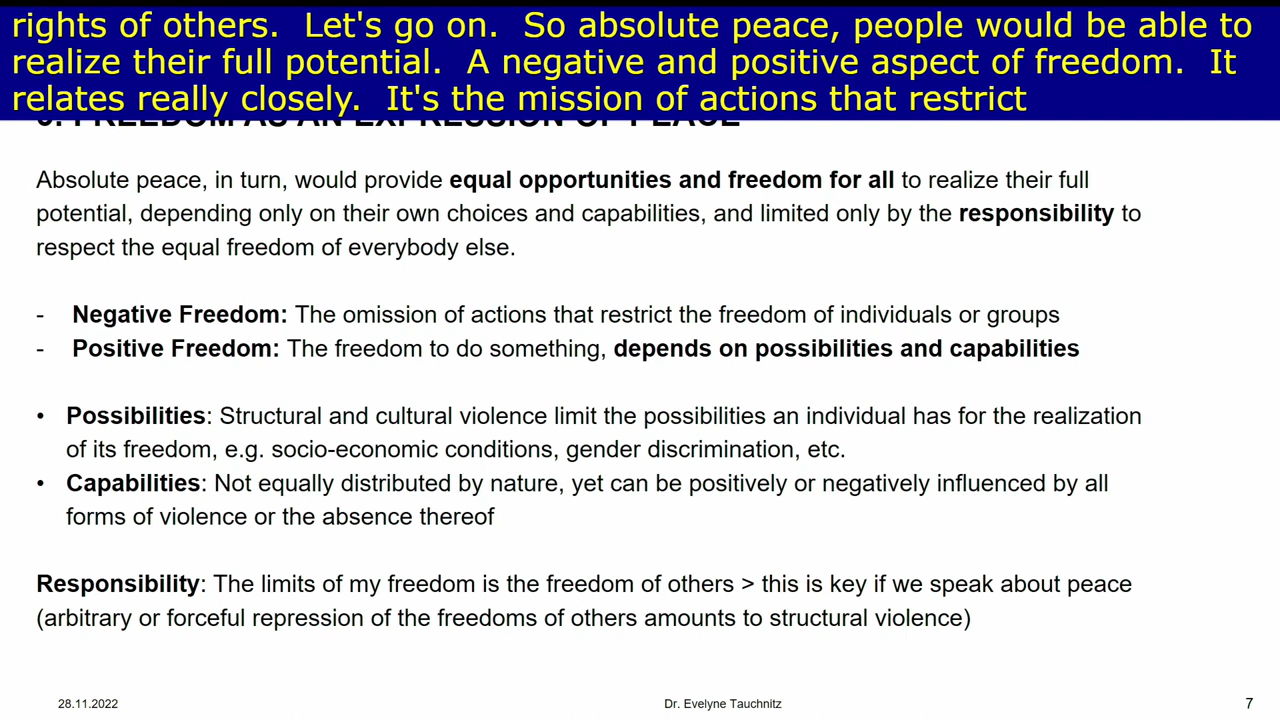 rights of others.  Let's go on.  So absolute peace, people would be able to
realize their full potential.  A negative and positive aspect of freedom.  It
relates really closely.  It's the mission of actions that restrict
FREEDOM AS AN EXPRESSION OF PEACE
Absolute peace, in turn, would provide equal opportunities and freedom for all to realize their full
potential, depending only on their own choices and capabilities, and limited only by the responsibility to
respect the equal freedom of everybody else.
- Negative Freedom: The omission of actions that restrict the freedom of individuals or groups
- Positive Freedom: The freedom to do something, depends on possibilities and capabilities
• Possibilities: Structural and cultural violence limit the possibilities an individual has for the realization
of its freedom, e.g. socio-economic conditions, gender discrimination, etc.
• Capabilities: Not equally distributed by nature, yet can be positively or negatively influenced by all
forms of violence or the absence thereof
Responsibility: The limits of my freedom is the freedom of others > this is key if we speak about peace
(arbitrary or forceful repression of the freedoms of others amounts to structural violence)
28.11.2022
Dr. Evelyne Tauchnitz
7